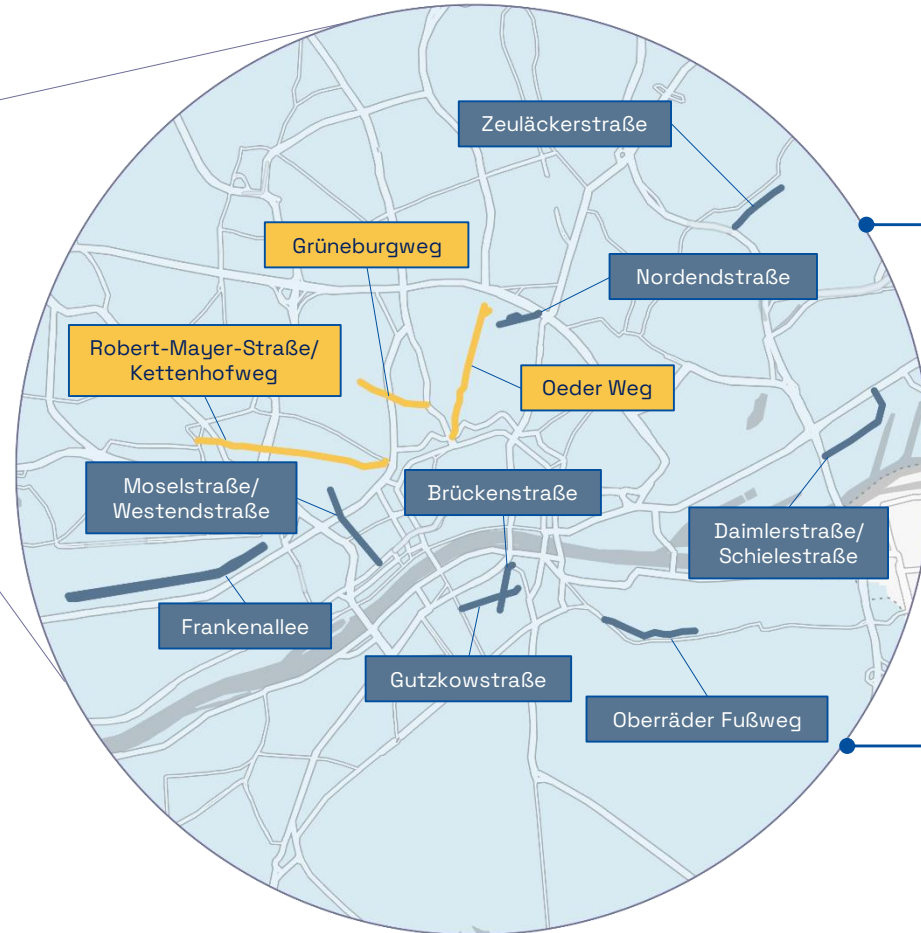 Zeuläckerstraße
Grüneburgweg
Nordendstraße
Robert-Mayer-Straße/
Kettenhofweg
Oeder Weg
Moselstraße/
Westendstraße
Brückenstraße
Daimlerstraße/
Schielestraße
Frankenallee
Gutzkowstraße
Oberräder Fußweg